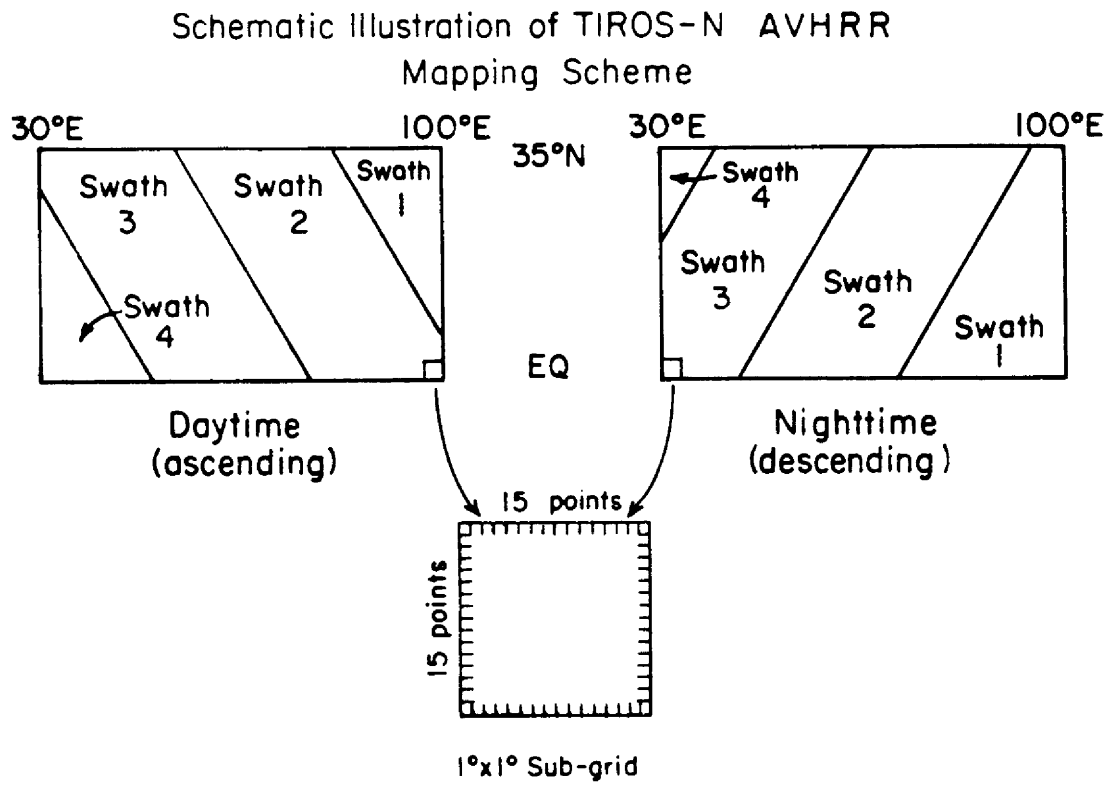 Schematic Illustration of TIROS-N AVHRR
Mapping Scheme
30°E
100°E
35°N
30°E
100°E
Swath
3
Swath
2
Swath
1
Swath
4
EQ
Swath
4
Swath
3
Swath
2
Swath
1
Daytime
(ascending)
Nighttime
(descending)
15 points
15 points
1°x1° Sub-grid